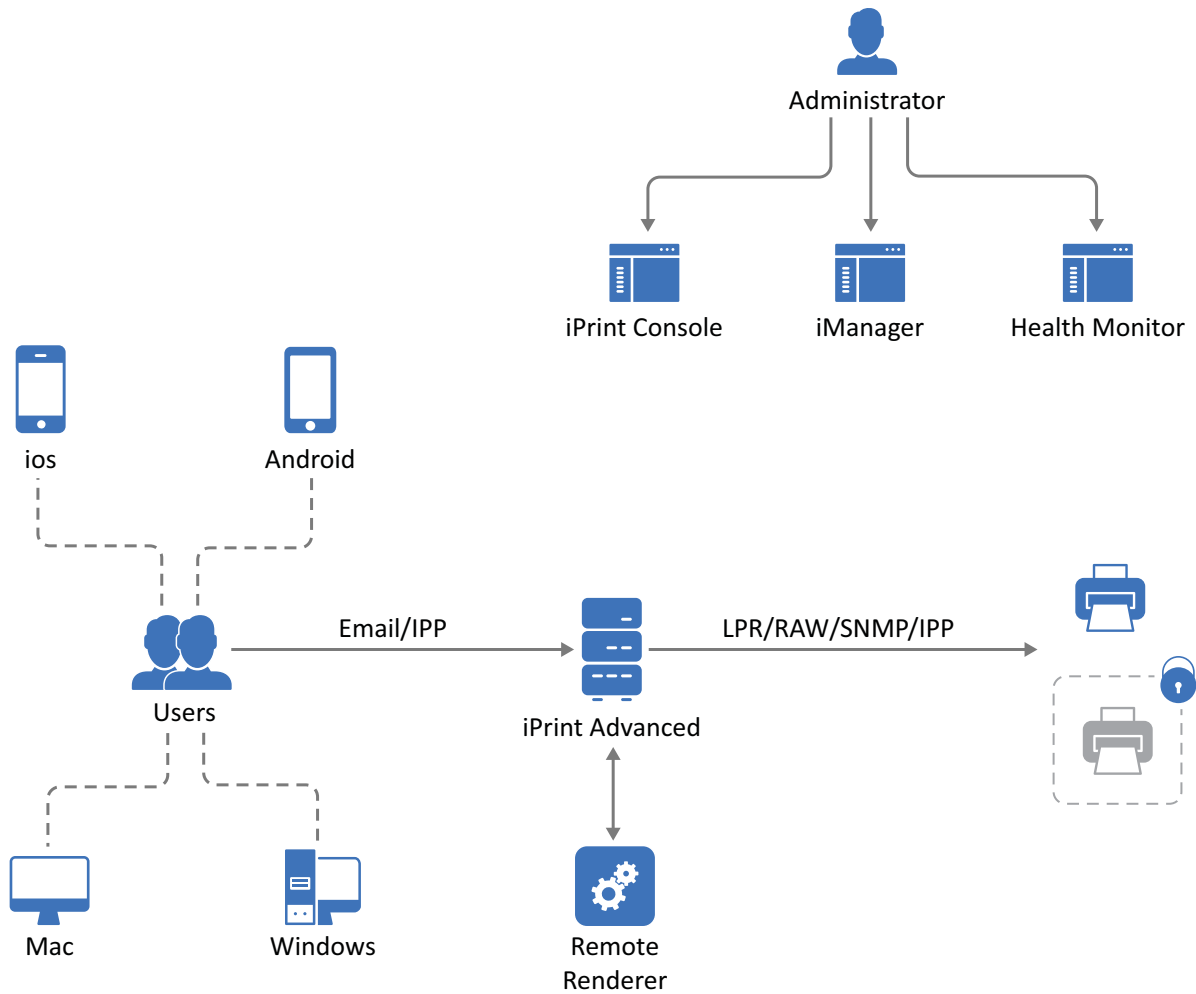 Administrator
iPrint Console
iManager
Health Monitor
ios
Android
Email/IPP
LPR/RAW/SNMP/IPP
Users
iPrint Advanced
Mac
Windows
Remote
Renderer